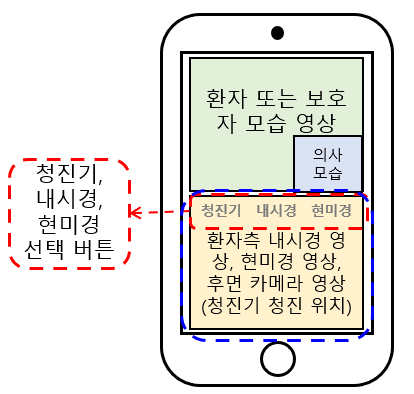 환자 또는 보호
자 모습 영상
의사
모습
청진기,
내시경,
현미경
선택 버튼
청진기 내시경 현미경
환자측 내시경 영
상, 현미경 영상,
후면 카메라 영상
(청진기 청진 위치)